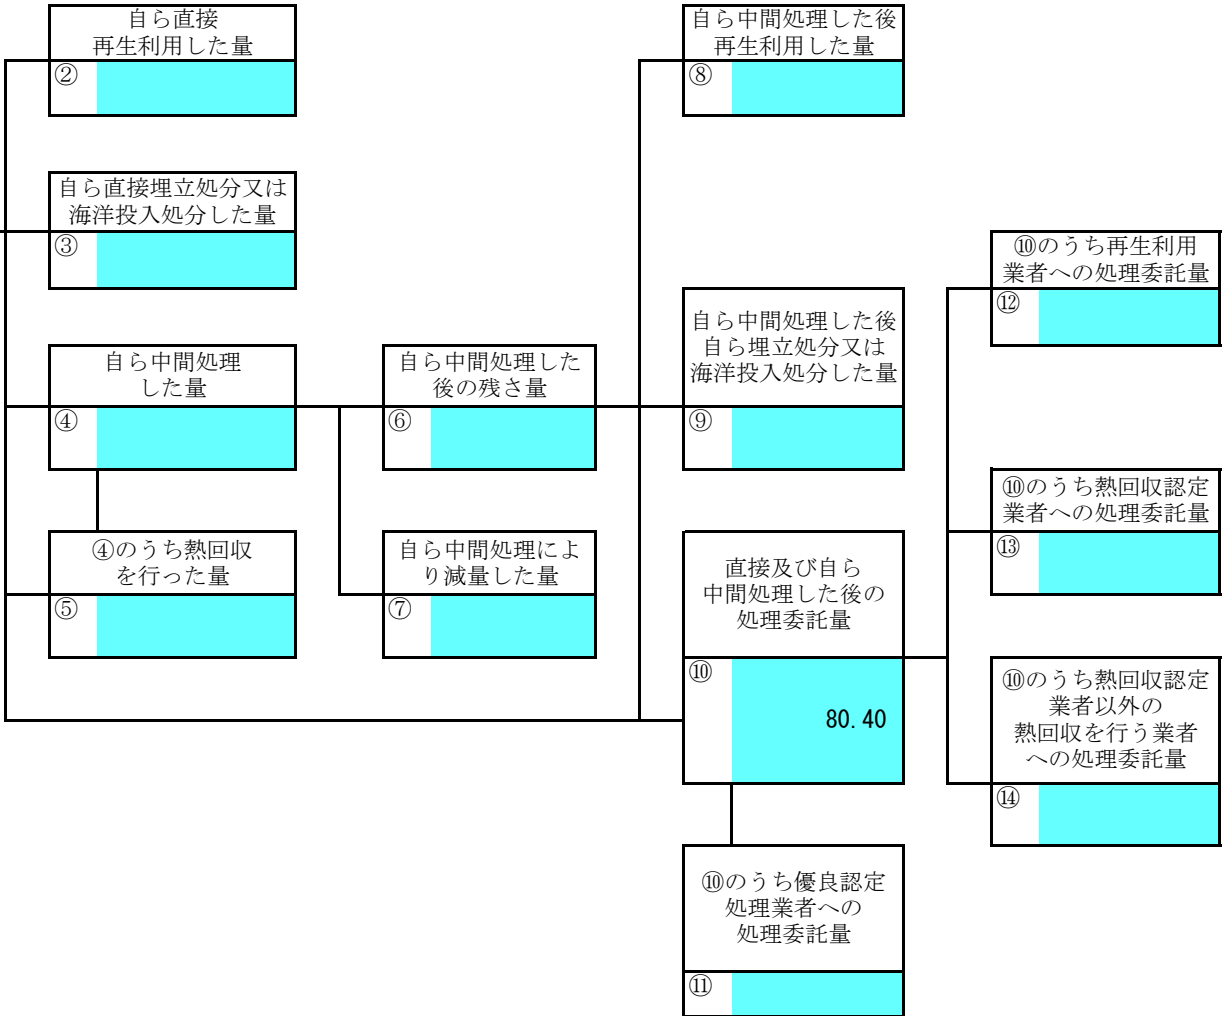 自ら直接
再生利用した量
②
自ら中間処理した後
再生利用した量
⑧
自ら直接埋立処分又は
海洋投入処分した量
③
⑩のうち再生利用
業者への処理委託量
⑫
自ら中間処理した後
自ら埋立処分又は
海洋投入処分した量
⑨
自ら中間処理
した量
④
自ら中間処理した
後の残さ量
⑥
⑩のうち熱回収認定
業者への処理委託量
⑬
④のうち熱回収
を行った量
⑤
自ら中間処理によ
り減量した量
⑦
直接及び自ら
中間処理した後の
処理委託量
⑩
80.40
⑩のうち熱回収認定
業者以外の
熱回収を行う業者
への処理委託量
⑭
⑩のうち優良認定
処理業者への
処理委託量
⑪